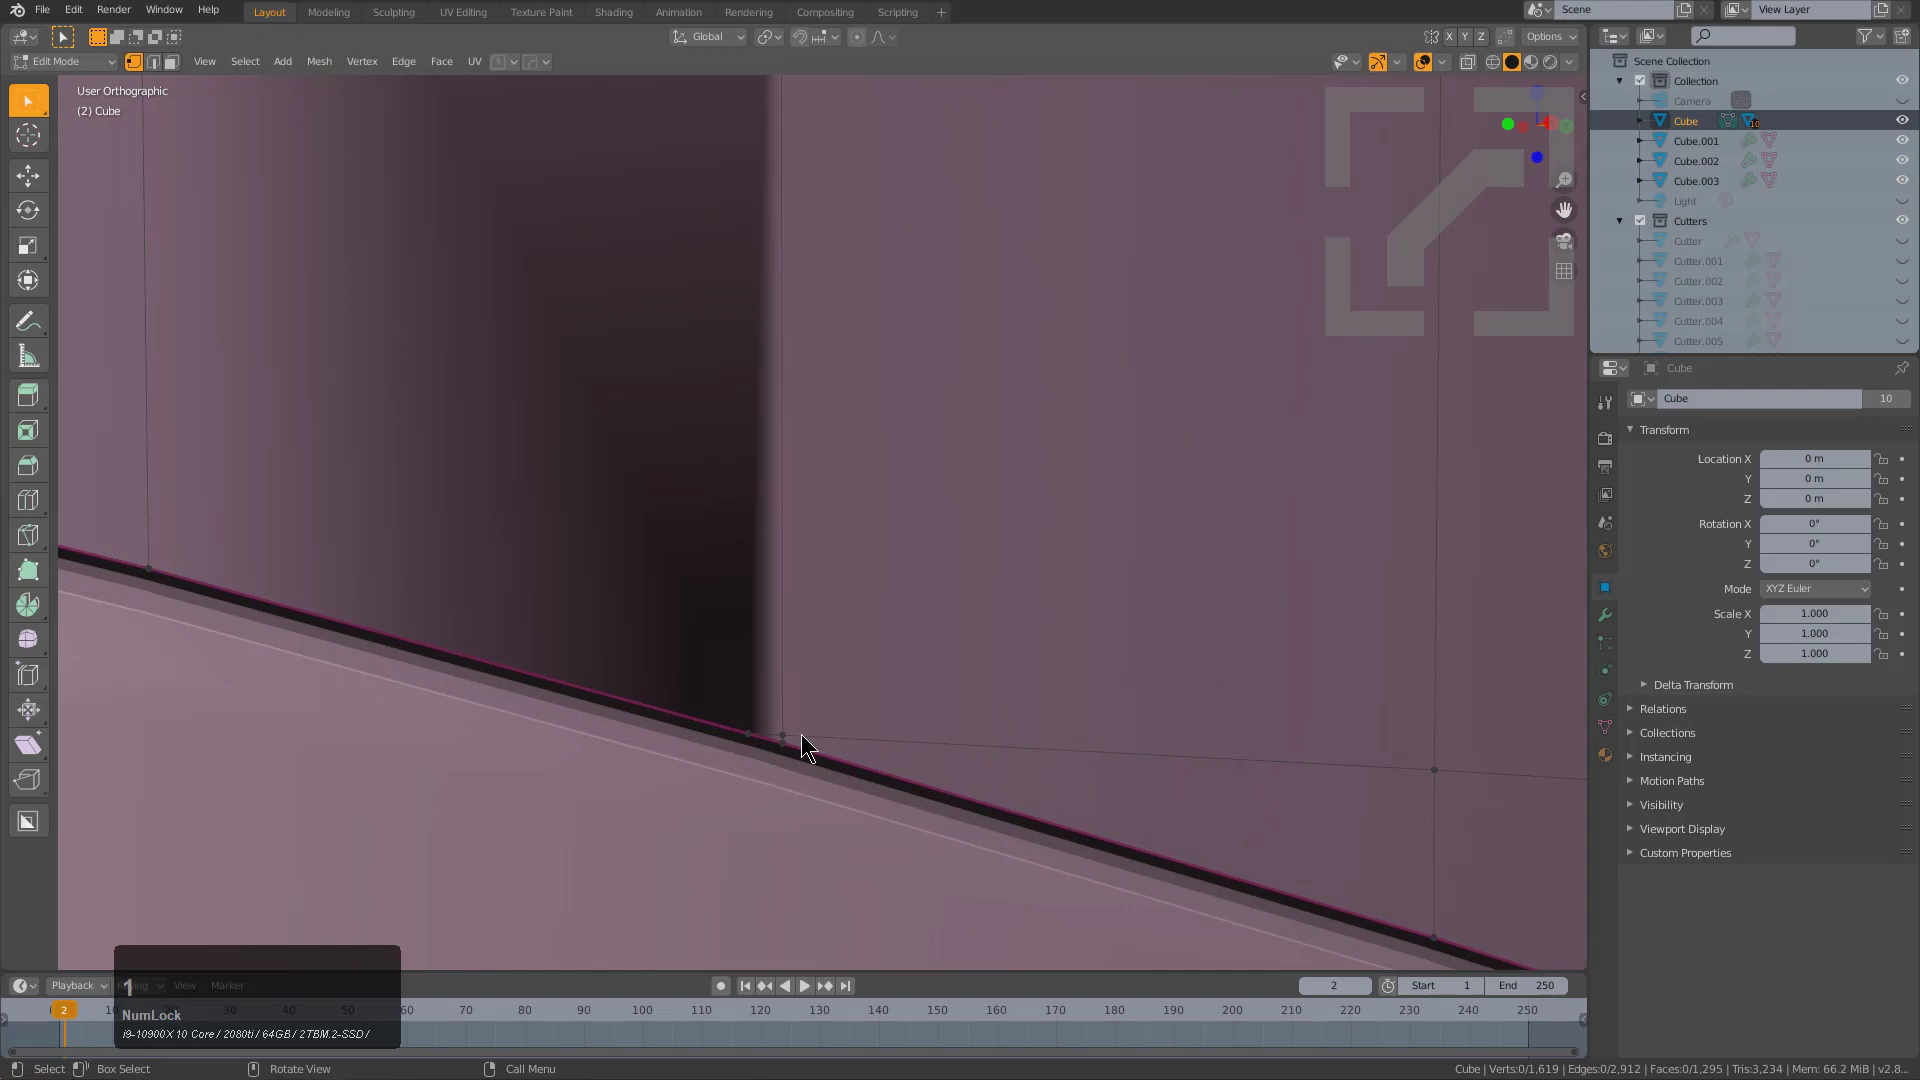 File Edit Render Window Help Layout Modeling Sculpting UV Editing Texture Paint Shading Animation Rendering Compositing Scripting + Scene View Layer
Global X Y Z Options
Edit Mode View Select Add Mesh Vertex Edge Face UV
User Orthographic
(2) Cube
Scene Collection
Collection
Camera
Cube 10
Cube.001
Cube.002
Cube.003
Light
Cutters
Cutter
Cutter.001
Cutter.002
Cutter.003
Cutter.004
Cutter.005
Cube
Cube 10
Transform
Location X 0 m
Y 0 m
Z 0 m
Rotation X 0°
Y 0°
Z 0°
Mode XYZ Euler
Scale X 1.000
Y 1.000
Z 1.000
Delta Transform
Relations
Collections
Instancing
Motion Paths
Visibility
Viewport Display
Custom Properties
Playback Keying View Marker 2 Start 1 End 250
1
2 10 20 30 40 50 60 70 80 90 100 110 120 130 140 150 160 170 180 190 200 210 220 230 240 250
NumLock
i9-10900X 10 Core / 2080ti / 64GB / 2TBM.2-SSD /
Select Box Select Rotate View Call Menu Cube | Verts:0/1,619 | Edges:0/2,912 | Faces:0/1,295 | Tris:3,234 | Mem: 66.2 MiB | v2.8...